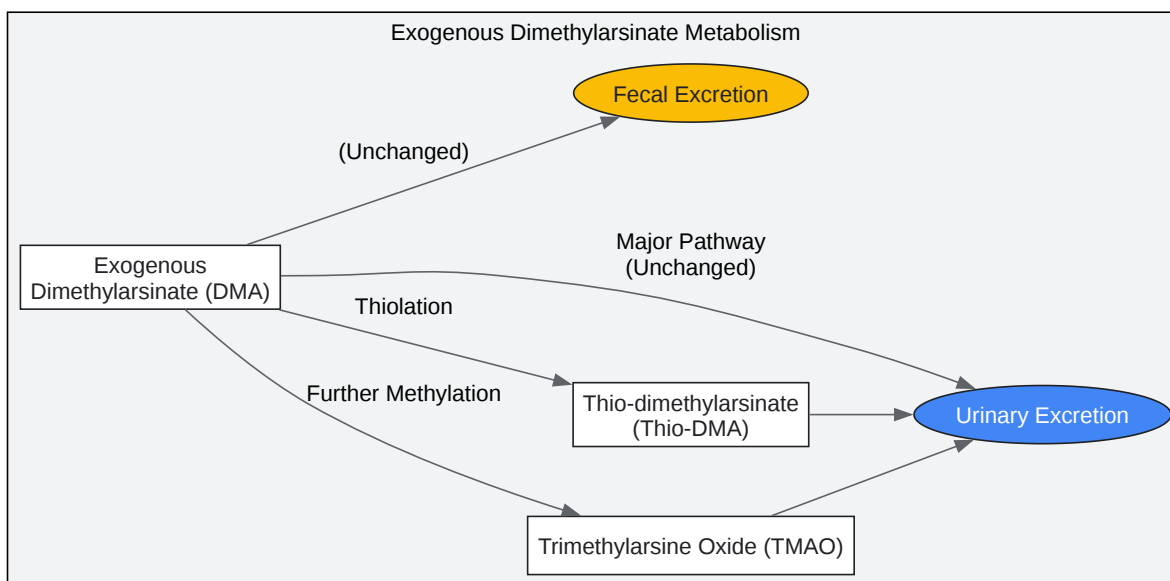 Exogenous Dimethylarsinate Metabolism
Fecal Excretion
(Unchanged)
Major Pathway
(Unchanged)
Exogenous
Dimethylarsinate (DMA)
Thiolation
Further Methylation
Thio-dimethylarsinate
(Thio-DMA)
Urinary Excretion
Trimethylarsine Oxide (TMAO)